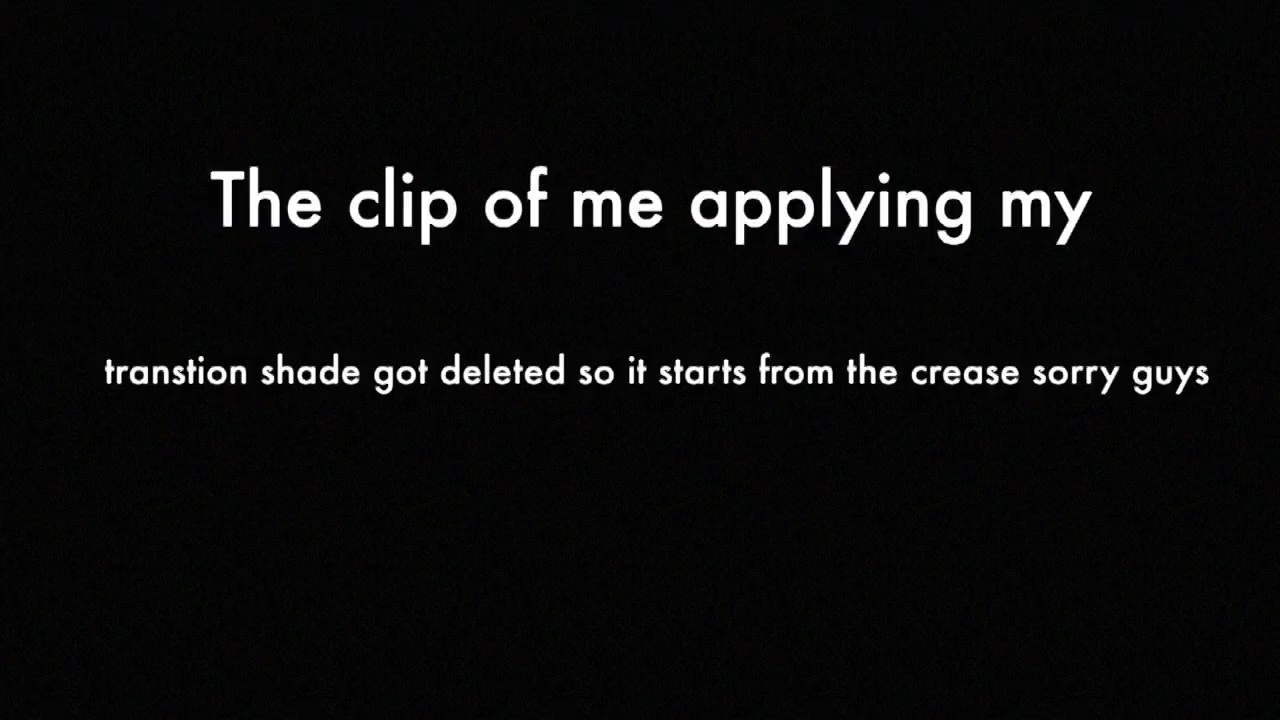 The clip of me applying my
transtion shade got deleted so it starts from the crease sorry guys